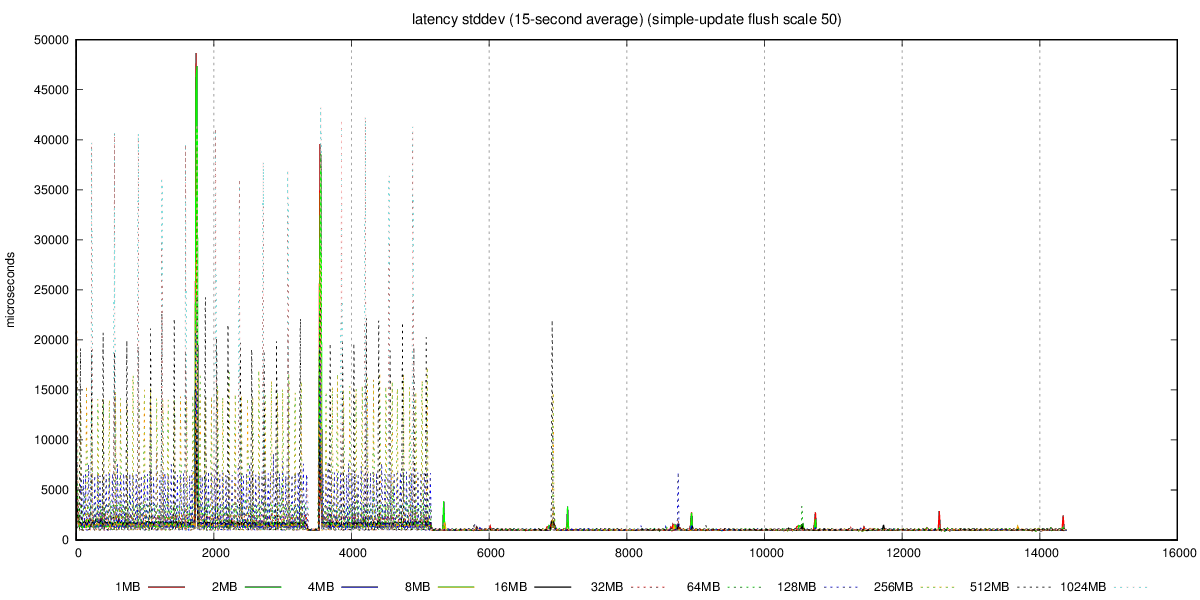 latency stddev (15-second average) (simple-update flush scale 50)
50000
45000
40000
35000
30000
25000
20000
15000
10000
5000
0
microseconds
0 2000 4000 6000 8000 10000 12000 14000 16000
1MB 2MB 4MB 8MB 16MB 32MB 64MB 128MB 256MB 512MB 1024MB